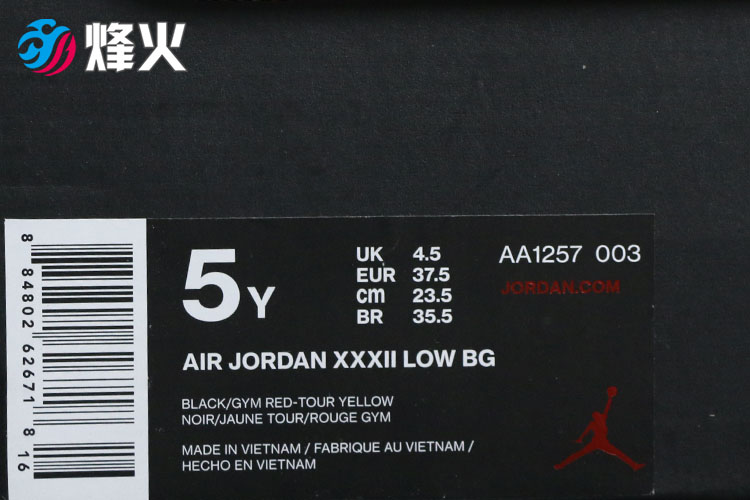 烽火
5Y
UK 4.5
EUR 37.5
cm 23.5
BR 35.5
AA1257 003
JORDAN.COM
AIR JORDAN XXXII LOW BG
BLACK/GYM RED-TOUR YELLOW
NOIR/JAUNE TOUR/ROUGE GYM
MADE IN VIETNAM / FABRIQUE AU VIETNAM /
HECHO EN VIETNAM
8 84802 62671 8 16